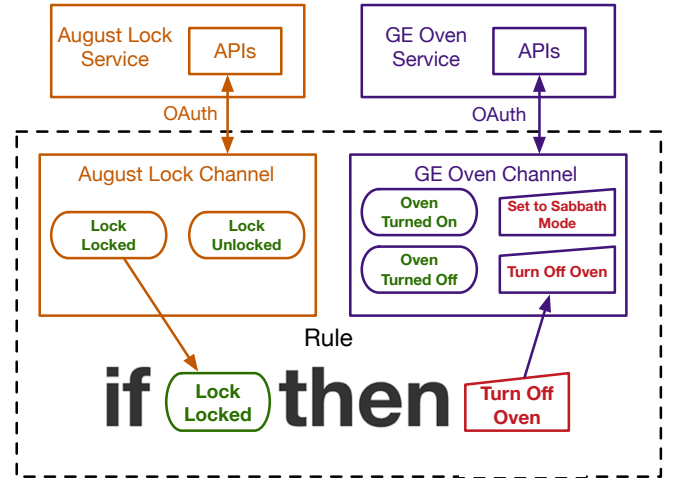 August Lock
Service
APIs
GE Oven
Service
APIs
OAuth
OAuth
August Lock Channel
Lock
Locked
Lock
Unlocked
GE Oven Channel
Oven
Turned On
Set to Sabbath
Mode
Oven
Turned Off
Turn Off Oven
Rule
if
Lock
Locked
then
Turn Off
Oven